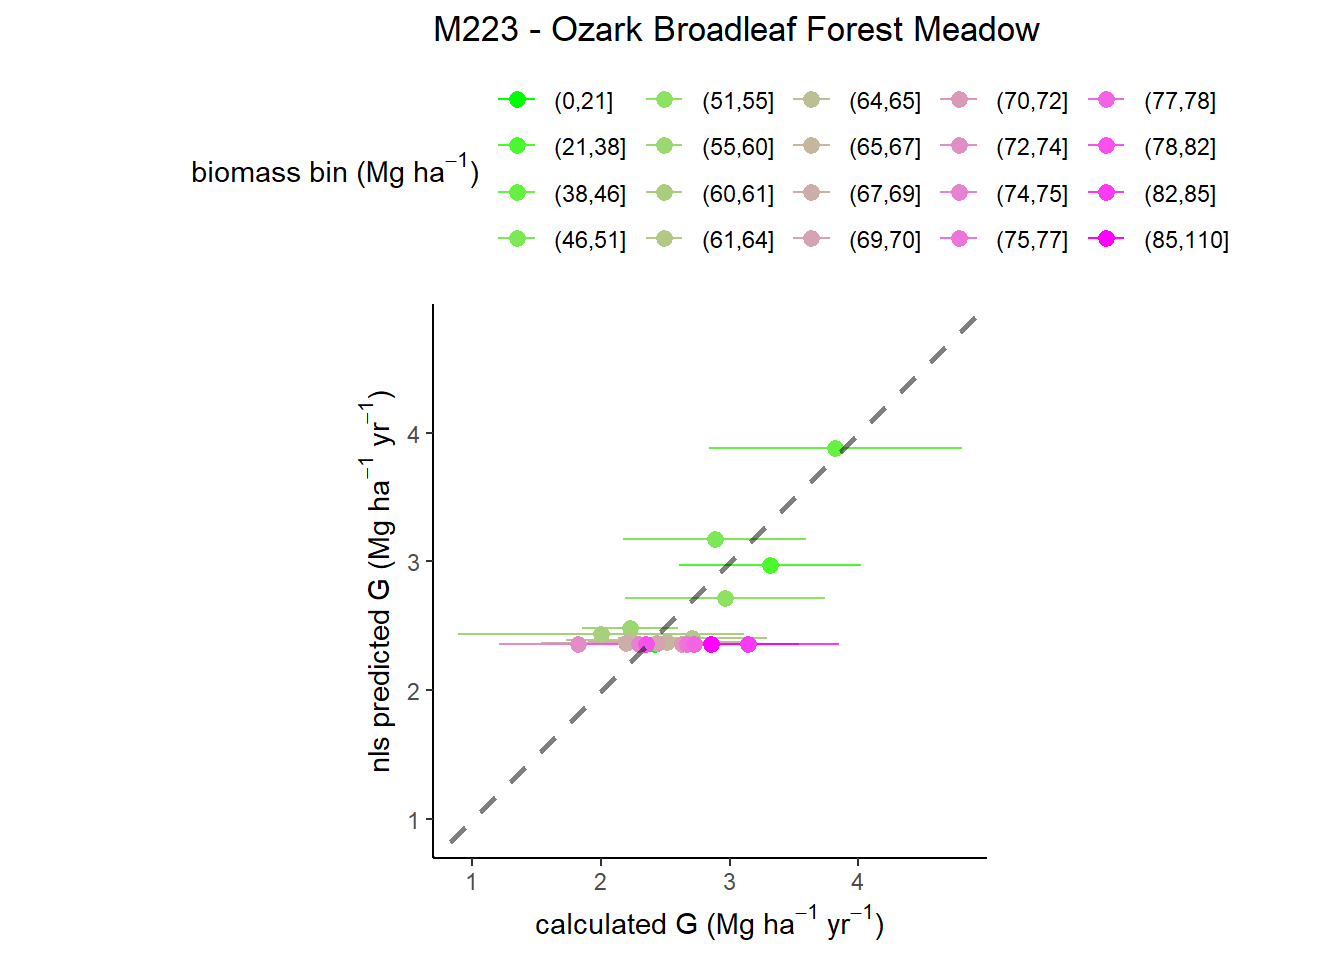 M223 - Ozark Broadleaf Forest Meadow
biomass bin (Mg ha⁻¹)
(0,21] (51,55] (64,65] (70,72] (77,78]
(21,38] (55,60] (65,67] (72,74] (78,82]
(38,46] (60,61] (67,69] (74,75] (82,85]
(46,51] (61,64] (69,70] (75,77] (85,110]
nls predicted G (Mg ha⁻¹ yr⁻¹)
4
3
2
1
1 2 3 4
calculated G (Mg ha⁻¹ yr⁻¹)